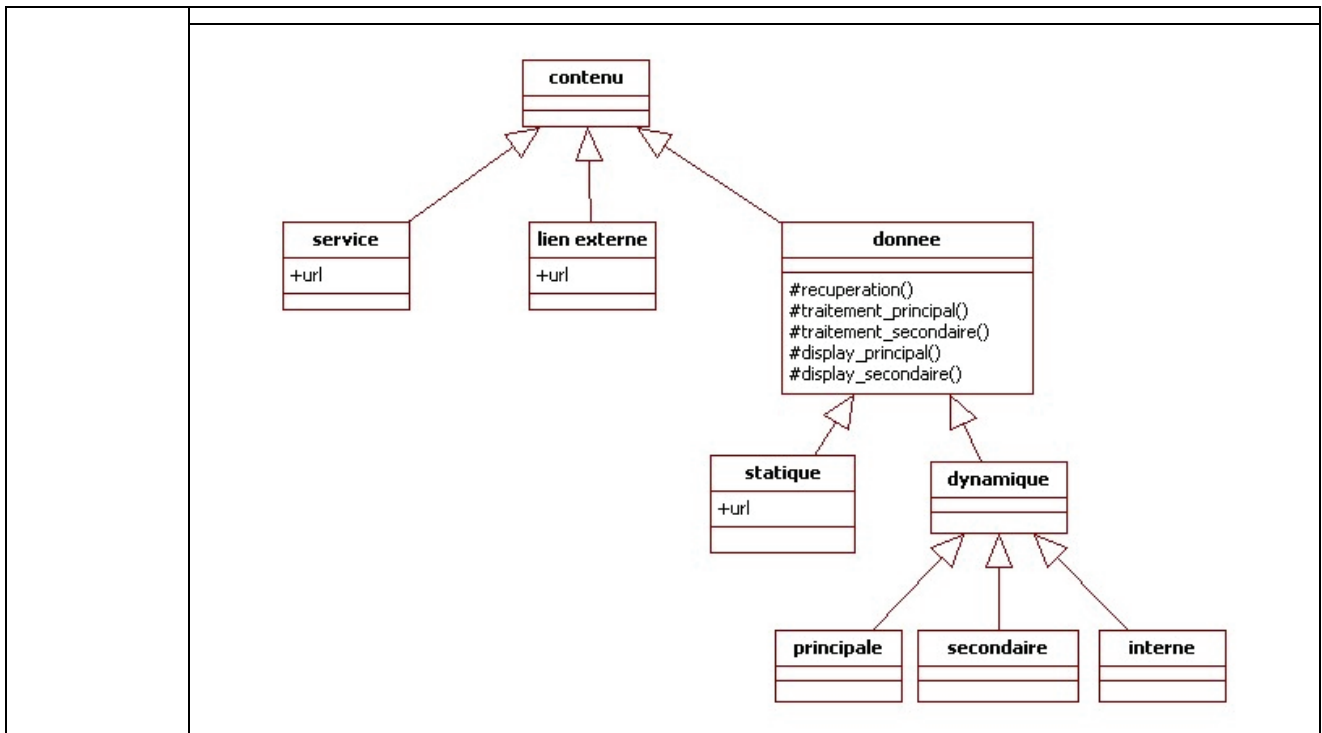 contenu
service
+url
lien externe
+url
donnee
#recuperation()
#traitement_principal()
#traitement_secondaire()
#display_principal()
#display_secondaire()
statique
+url
dynamique
principale
secondaire
interne